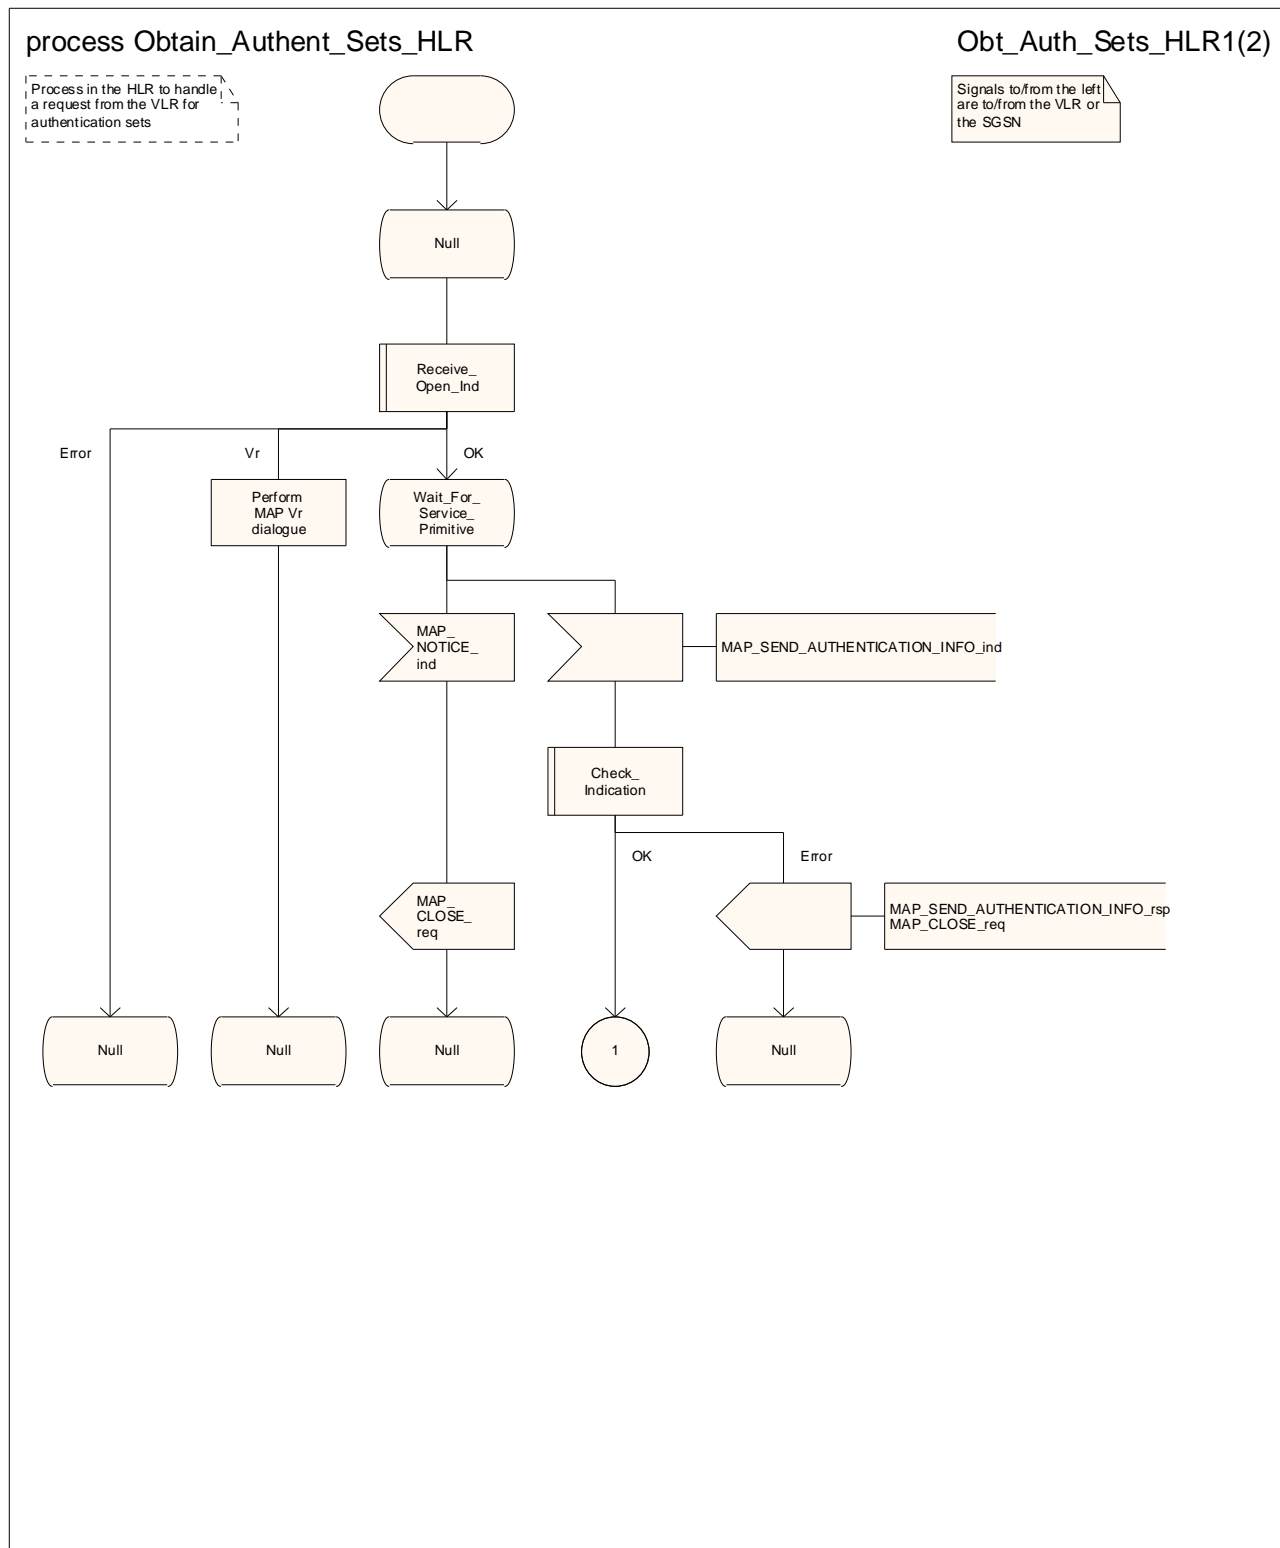 process Obtain_Authent_Sets_HLR
Obt_Auth_Sets_HLR1(2)
Process in the HLR to handle
a request from the VLR for
authentication sets
Signals to/from the left
are to/from the VLR or
the SGSN
Null
Receive_
Open_Ind
Error
Vr
OK
Perform
MAP Vr
dialogue
Wait_For_
Service_
Primitive
MAP_
NOTICE_
ind
MAP_SEND_AUTHENTICATION_INFO_ind
Check_
Indication
OK
Error
MAP_
CLOSE_
req
MAP_SEND_AUTHENTICATION_INFO_rsp
MAP_CLOSE_req
Null
Null
Null
1
Null